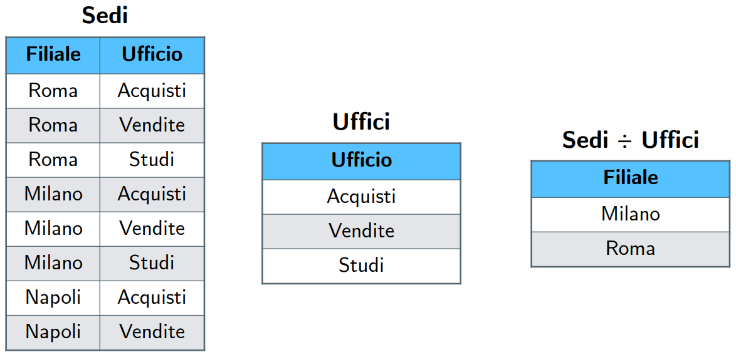 Sedi
Filiale Ufficio
Roma Acquisti
Roma Vendite
Roma Studi
Milano Acquisti
Milano Vendite
Milano Studi
Napoli Acquisti
Napoli Vendite
Uffici
Ufficio
Acquisti
Vendite
Studi
Sedi ÷ Uffici
Filiale
Milano
Roma